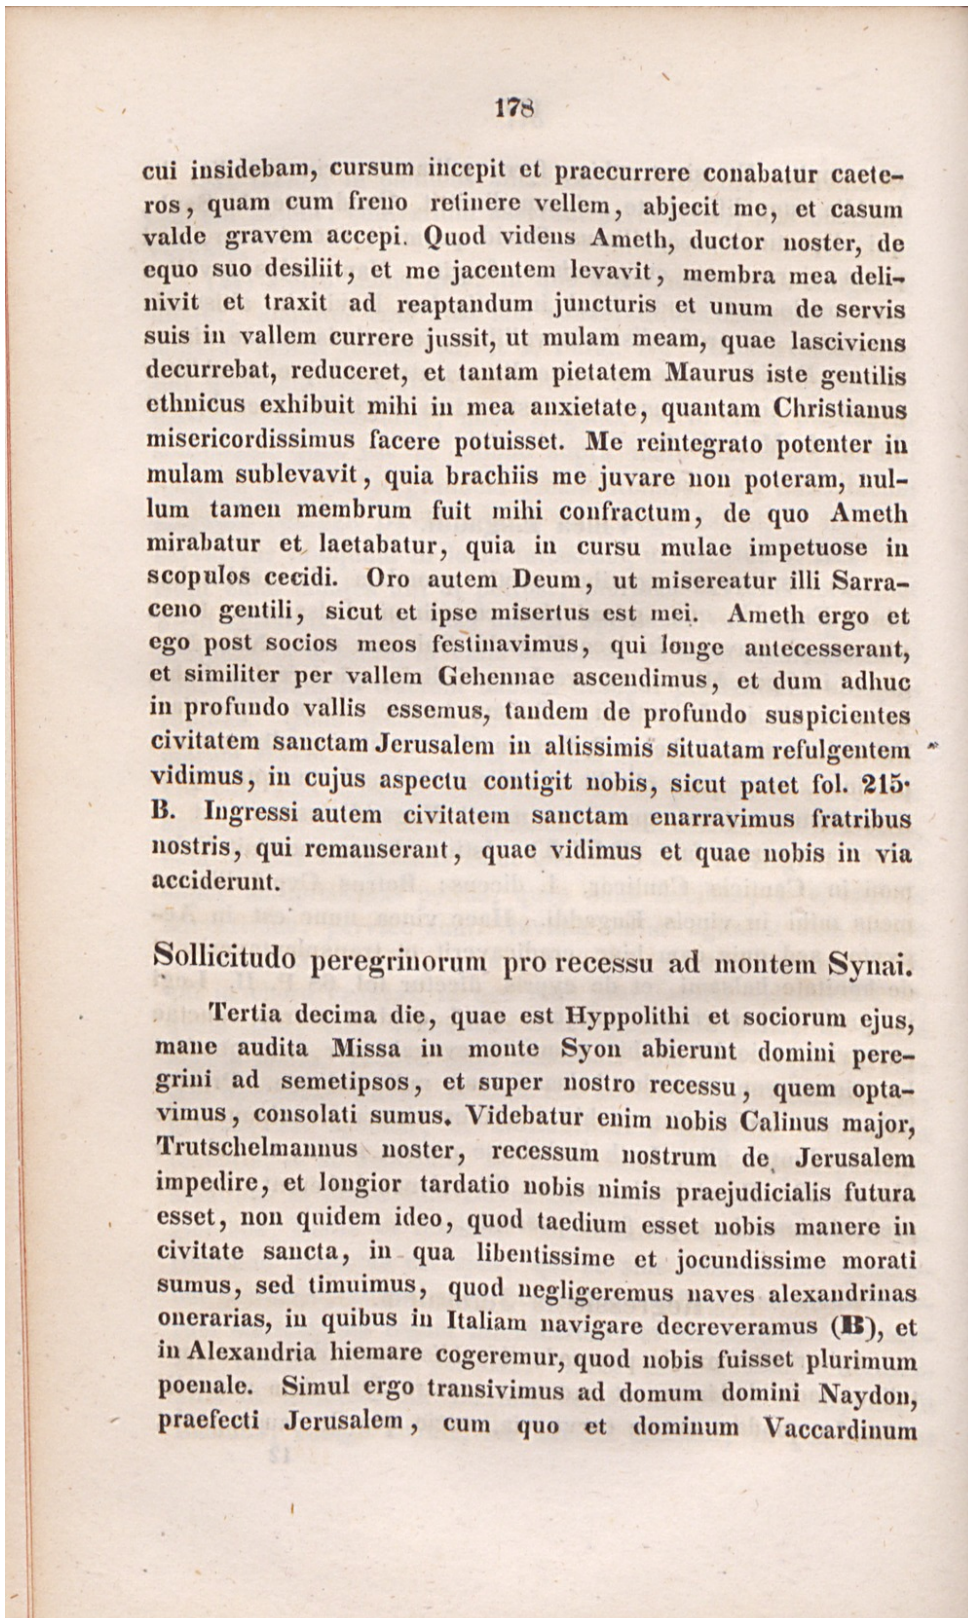 178
cui insidebam, cursum incepit et praecurrere conabatur caete-
ros, quam cum freno retinere vellem, abjecit me, et casum
valde gravem accepi. Quod videns Ameth, ductor noster, de
equo suo desiliit, et me jacentem levavit, membra mea deli-
nivit et traxit ad reaptandum juncturis et unum de servis
suis in vallem currere jussit, ut mulam meam, quae lasciviens
decurrebat, reduceret, et tantam pietatem Maurus iste gentilis
ethnicus exhibuit mihi in mea anxietate, quantam Christianus
misericordissimus facere potuisset. Me reintegrato potenter in
mulam sublevavit, quia brachiis me juvare non poteram, nul-
lum tamen membrum fuit mihi confractum, de quo Ameth
mirabatur et laetabatur, quia in cursu mulae impetuose in
scopulos cecidi. Oro autem Deum, ut misereatur illi Sarra-
ceno gentili, sicut et ipse misertus est mei. Ameth ergo et
ego post socios meos festinavimus, qui longe antecesserant,
et similiter per vallem Gehennae ascendimus, et dum adhuc
in profundo vallis essemus, tandem de profundo suspicientes
civitatem sanctam Jerusalem in altissimis situatam refulgentem
vidimus, in cujus aspectu contigit nobis, sicut patet fol. 215·
B. Ingressi autem civitatem sanctam enarravimus fratribus
nostris, qui remanserant, quae vidimus et quae nobis in via
acciderunt.
Sollicitudo peregrinorum pro recessu ad montem Synai.
Tertia decima die, quae est Hyppolithi et sociorum ejus,
mane audita Missa in monte Syon abierunt domini pere-
grini ad semetipsos, et super nostro recessu, quem opta-
vimus, consolati sumus. Videbatur enim nobis Calinus major,
Trutschelmannus noster, recessum nostrum de Jerusalem
impedire, et longior tardatio nobis nimis praejudicialis futura
esset, non quidem ideo, quod taedium esset nobis manere in
civitate sancta, in qua libentissime et jocundissime morati
sumus, sed timuimus, quod negligeremus naves alexandrinas
onerarias, in quibus in Italiam navigare decreveramus (B), et
in Alexandria hiemare cogeremur, quod nobis fuisset plurimum
poenale. Simul ergo transivimus ad domum domini Naydon,
praefecti Jerusalem, cum quo et dominum Vaccardinum